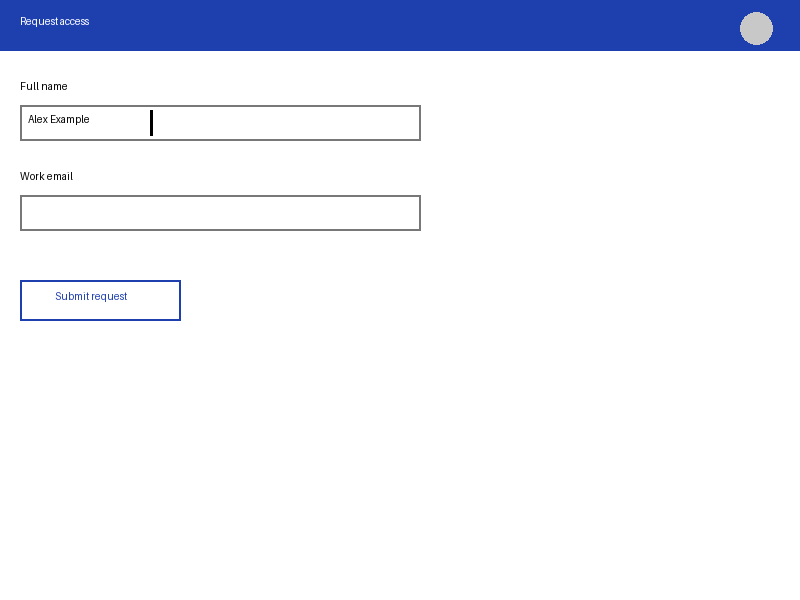 Request access
Full name
Alex Example
Work email
Submit request